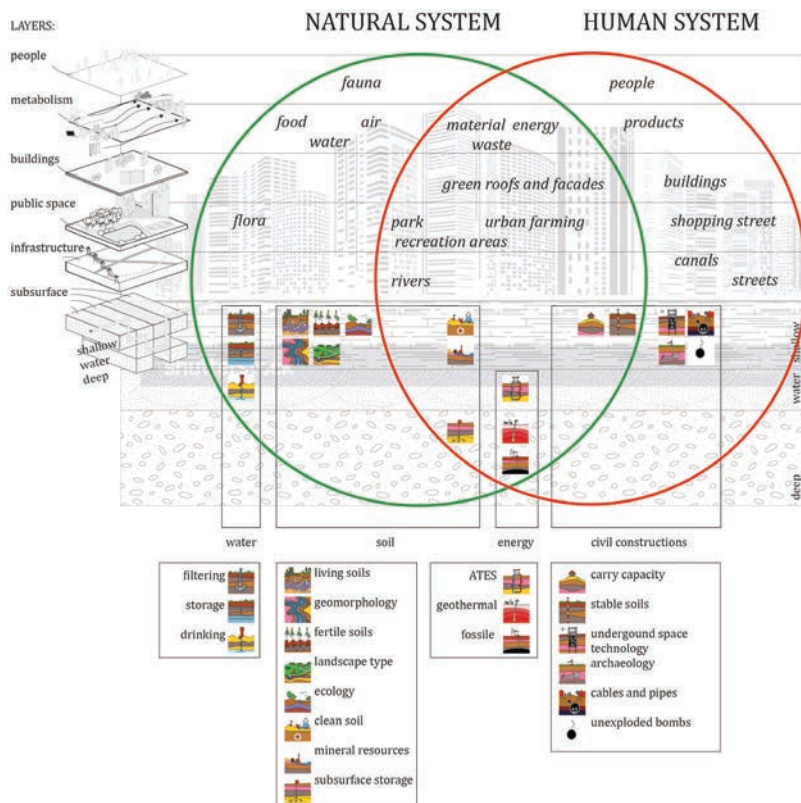 NATURAL SYSTEM
HUMAN SYSTEM
LAYERS:
people
metabolism
buildings
public space
infrastructure
subsurface
shallow
water
deep
fauna
people
food
air
water
material energy
waste
products
green roofs and facades
buildings
flora
park
urban farming
shopping street
recreation areas
canals
rivers
streets
shallow
water
deep
water
soil
energy
civil constructions
filtering
storage
drinking
living soils
geomorphology
fertile soils
landscape type
ecology
clean soil
mineral resources
subsurface storage
ATES
geothermal
fossile
carry capacity
stable soils
undergound space
technology
archaeology
cables and pipes
unexploded bombs